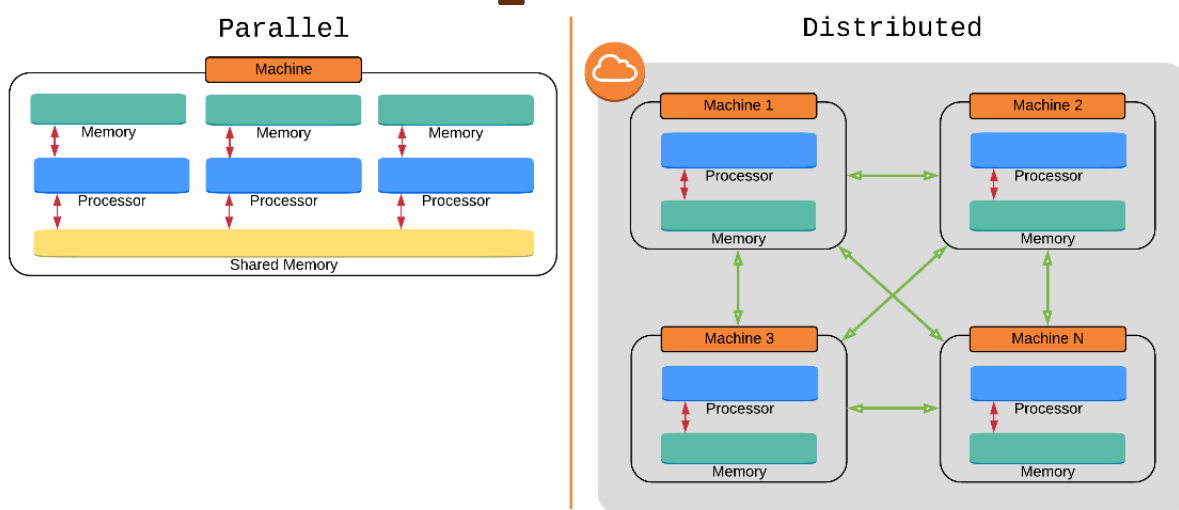 Parallel
Machine
Memory Memory Memory
Processor Processor Processor
Shared Memory
Distributed
Machine 1 Machine 2
Processor Processor
Memory Memory
Machine 3 Machine N
Processor Processor
Memory Memory